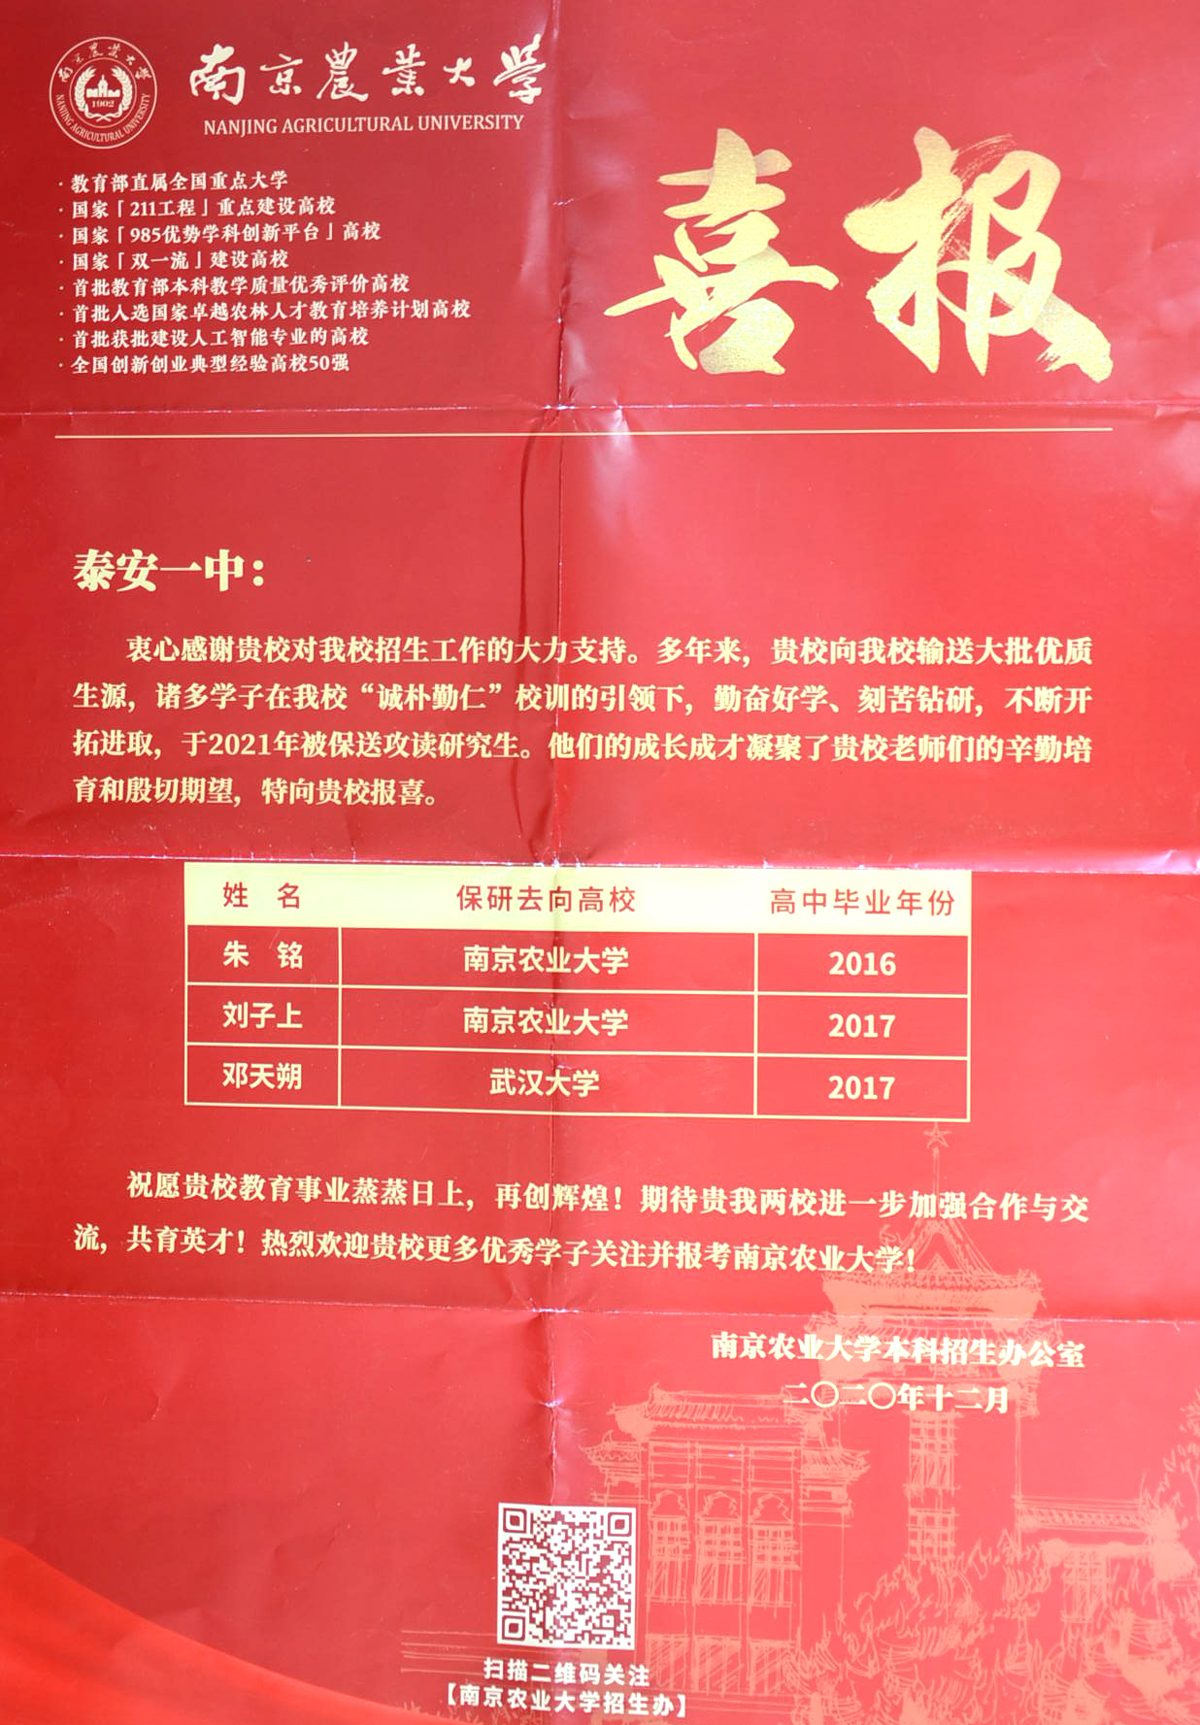 南京農業大學
NANJING AGRICULTURAL UNIVERSITY
南京農業大學
1902
NANJING AGRICULTURAL UNIVERSITY
· 教育部直属全国重点大学
· 国家「211工程」重点建设高校
· 国家「985优势学科创新平台」高校
· 国家「双一流」建设高校
· 首批教育部本科教学质量优秀评价高校
· 首批入选国家卓越农林人才教育培养计划高校
· 首批获批建设人工智能专业的高校
· 全国创新创业典型经验高校50强
喜报
泰安一中：
衷心感谢贵校对我校招生工作的大力支持。多年来，贵校向我校输送大批优质
生源，诸多学子在我校“诚朴勤仁”校训的引领下，勤奋好学、刻苦钻研，不断开
拓进取，于2021年被保送攻读研究生。他们的成长成才凝聚了贵校老师们的辛勤培
育和殷切期望，特向贵校报喜。
姓 名 保研去向高校 高中毕业年份
朱 铭 南京农业大学 2016
刘子上 南京农业大学 2017
邓天朔 武汉大学 2017
祝愿贵校教育事业蒸蒸日上，再创辉煌！期待贵我两校进一步加强合作与交
流，共育英才！热烈欢迎贵校更多优秀学子关注并报考南京农业大学！
南京农业大学本科招生办公室
二〇二〇年十二月
扫描二维码关注
【南京农业大学招生办】